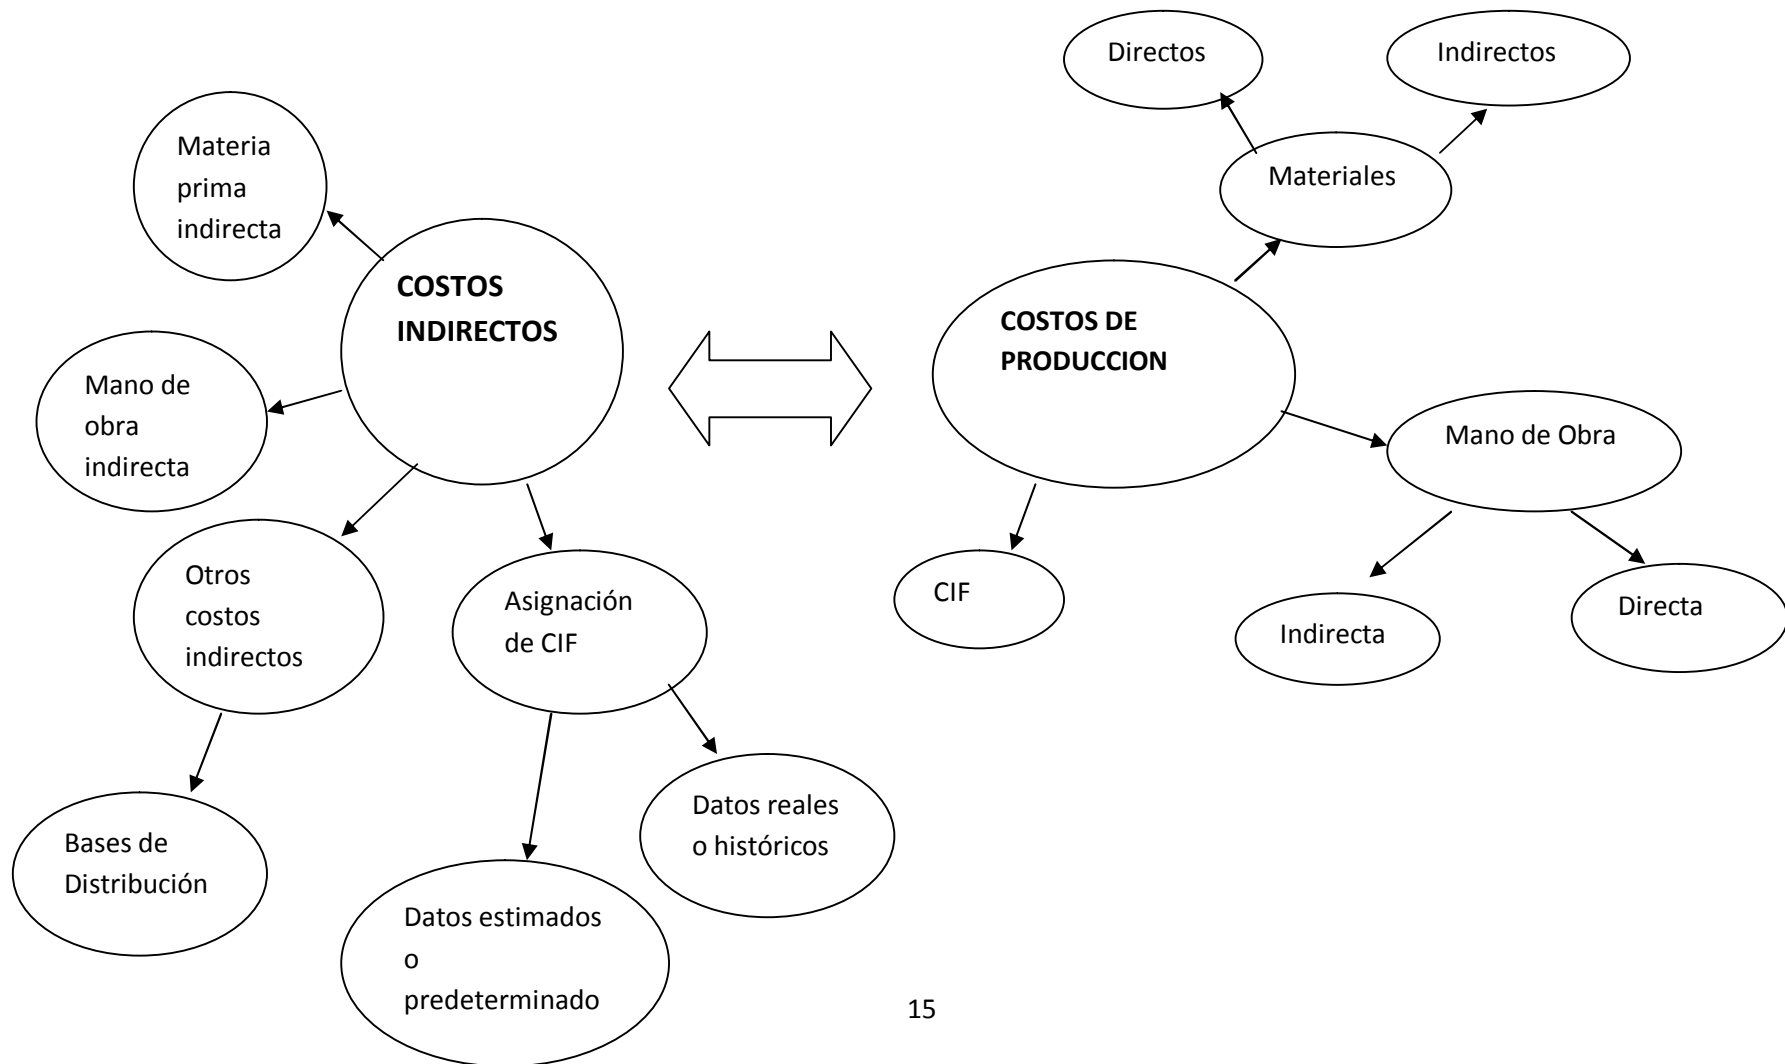 Directos
Indirectos
Materia
prima
indirecta
Materiales
COSTOS
INDIRECTOS
COSTOS DE
PRODUCCION
Mano de
obra
indirecta
Mano de Obra
Otros
costos
indirectos
Asignación
de CIF
CIF
Indirecta
Directa
Bases de
Distribución
Datos reales
o históricos
Datos estimados
o
predeterminado
15